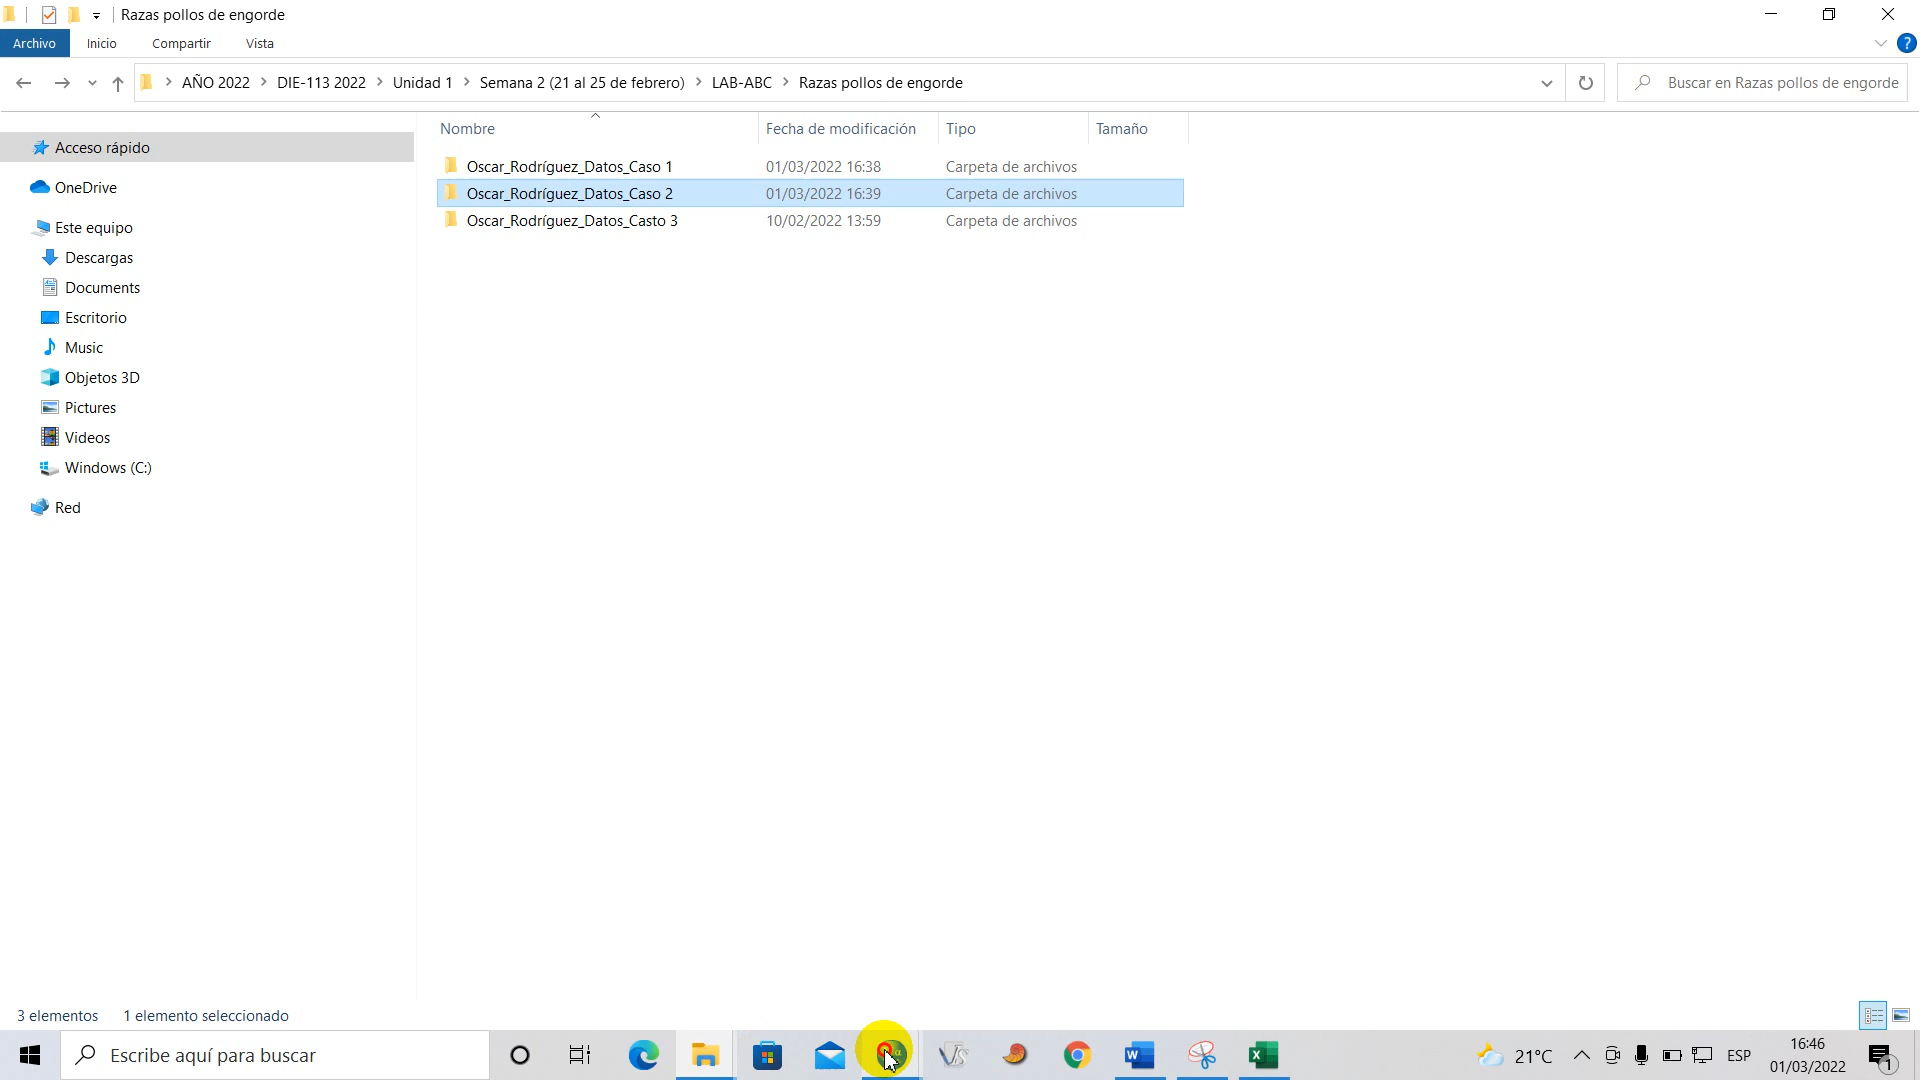 Razas pollos de engorde
Archivo Inicio Compartir Vista
AÑO 2022 DIE-113 2022 Unidad 1 Semana 2 (21 al 25 de febrero) LAB-ABC Razas pollos de engorde Buscar en Razas pollos de engorde
Nombre Fecha de modificación Tipo Tamaño
Acceso rápido
OneDrive
Este equipo
Descargas
Documents
Escritorio
Music
Objetos 3D
Pictures
Videos
Windows (C:)
Red
Oscar_Rodríguez_Datos_Caso 1 01/03/2022 16:38 Carpeta de archivos
Oscar_Rodríguez_Datos_Caso 2 01/03/2022 16:39 Carpeta de archivos
Oscar_Rodríguez_Datos_Casto 3 10/02/2022 13:59 Carpeta de archivos
3 elementos 1 elemento seleccionado
Escribe aquí para buscar 21°C ESP 16:46
01/03/2022 1